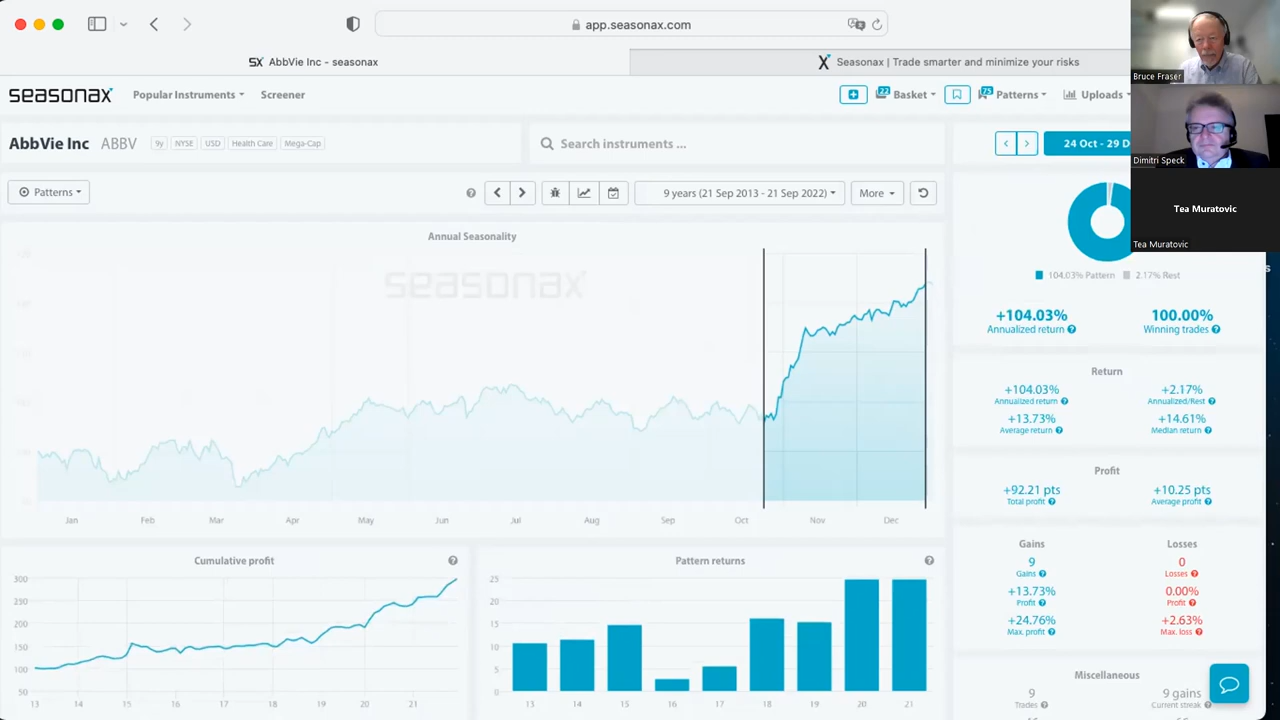 app.seasonax.com
SX AbbVie Inc - seasonax
Seasonax | Trade smarter and minimize your risks
Bruce Fraser
seasonax
Popular Instruments
Screener
22
Basket
75
Patterns
Uploads
AbbVie Inc ABBV
9y
NYSE
USD
Health Care
Mega-Cap
Search instruments ...
24 Oct - 29 D
Dimitri Speck
Tea Muratovic
Tea Muratovic
Patterns
9 years (21 Sep 2013 - 21 Sep 2022)
More
Annual Seasonality
seasonax
Jan Feb Mar Apr May Jun Jul Aug Sep Oct Nov Dec
104.03% Pattern 2.17% Rest
+104.03% 100.00%
Annualized return Winning trades
Return
+104.03% +2.17%
Annualized return Annualized/Rest
+13.73% +14.61%
Average return Median return
Profit
+92.21 pts +10.25 pts
Total profit Average profit
Gains Losses
9 0
Gains Losses
+13.73% 0.00%
Profit Profit
+24.76% +2.63%
Max. profit Max. loss
Miscellaneous
9 9 gains
Trades Current streak
Cumulative profit
300
250
200
150
100
50
13 14 15 16 17 18 19 20 21
Pattern returns
25
20
15
10
5
0
13 14 15 16 17 18 19 20 21